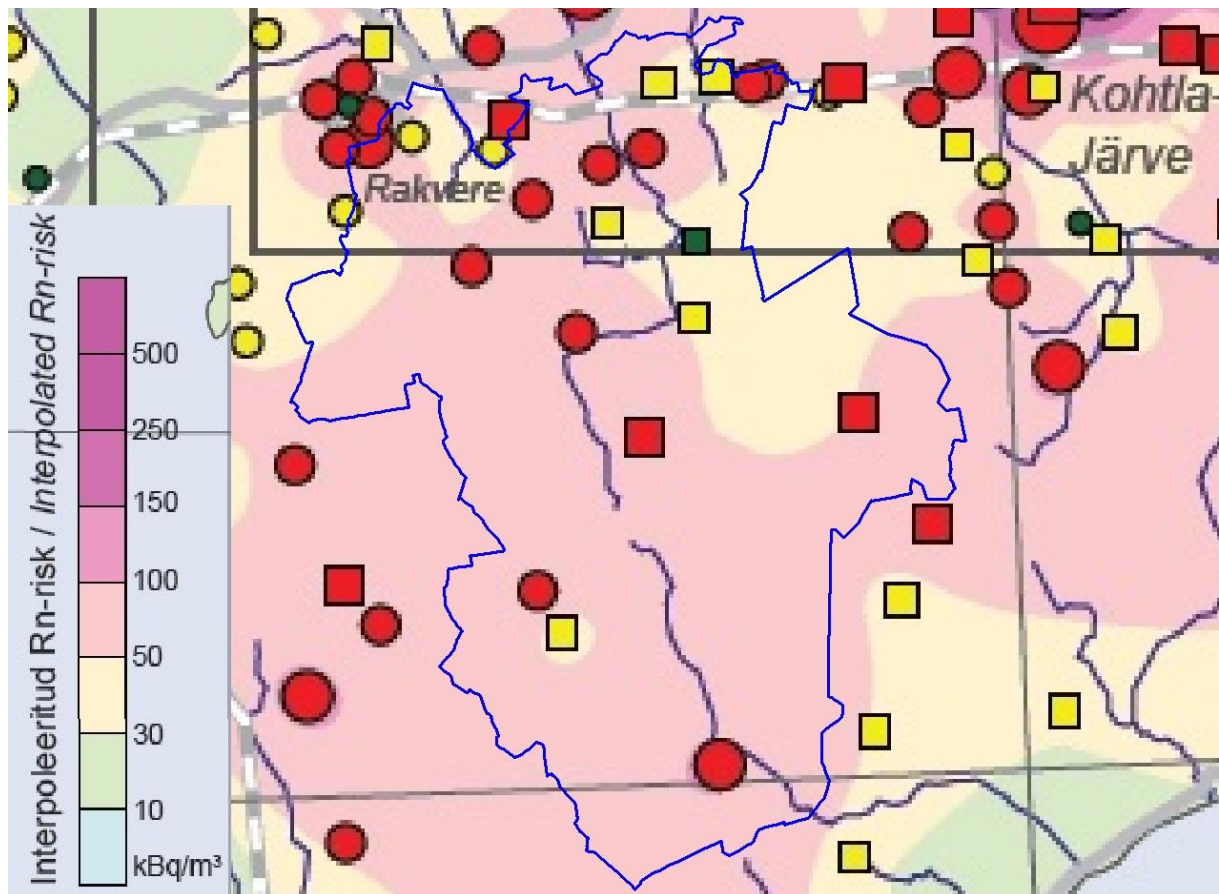 Kohtla-
Järve
Rakvere
Interpoleeritud Rn-risk / Interpolated Rn-risk
500
250
150
100
50
30
10
kBq/m³